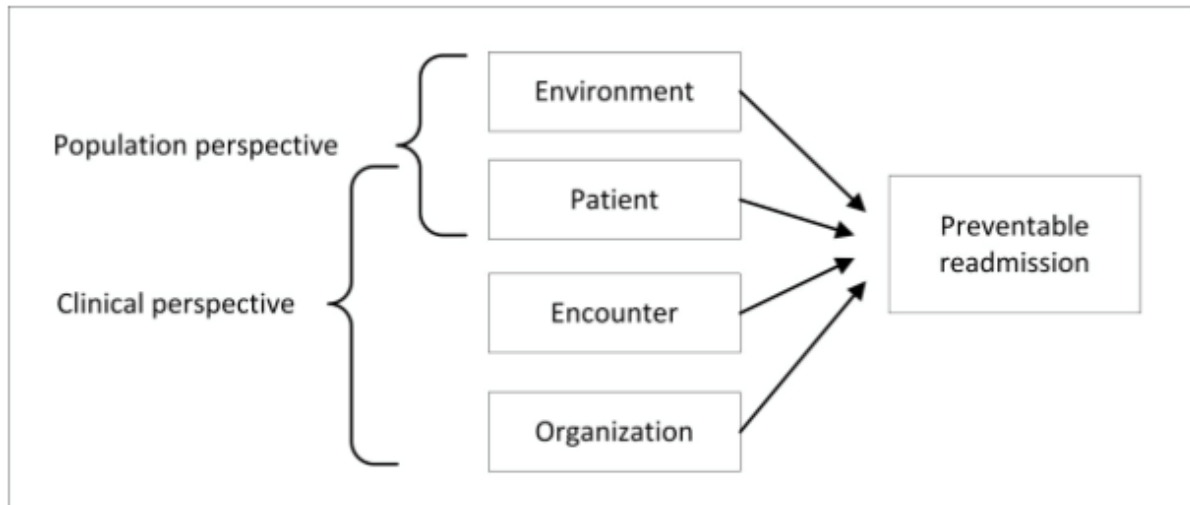 Population perspective
Clinical perspective
Environment
Patient
Encounter
Organization
Preventable
readmission